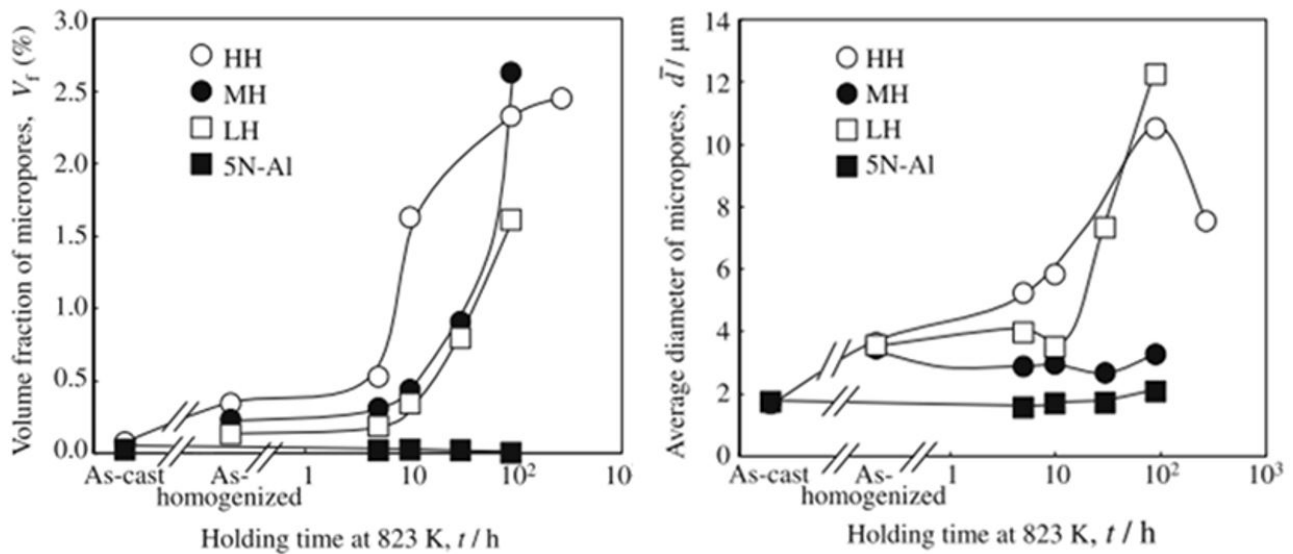 3.0
2.5
2.0
1.5
1.0
0.5
0.0
Volume fraction of micropores, Vf (%)
HH
MH
LH
5N-Al
As-cast
As-
homogenized
1
10
10²
10
Holding time at 823 K, t / h
14
12
10
8
6
4
2
0
Average diameter of micropores, d̄ / μm
HH
MH
LH
5N-Al
As-cast
As-
homogenized
1
10
10²
10³
Holding time at 823 K, t / h